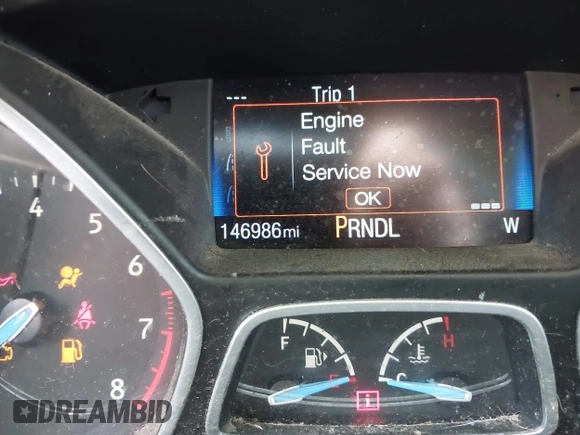 --- Trip 1
Engine
Fault
Service Now
OK
---
146986mi PRNDL W
4
5
6
7
8
F
E
H
C
i
DREAMBID